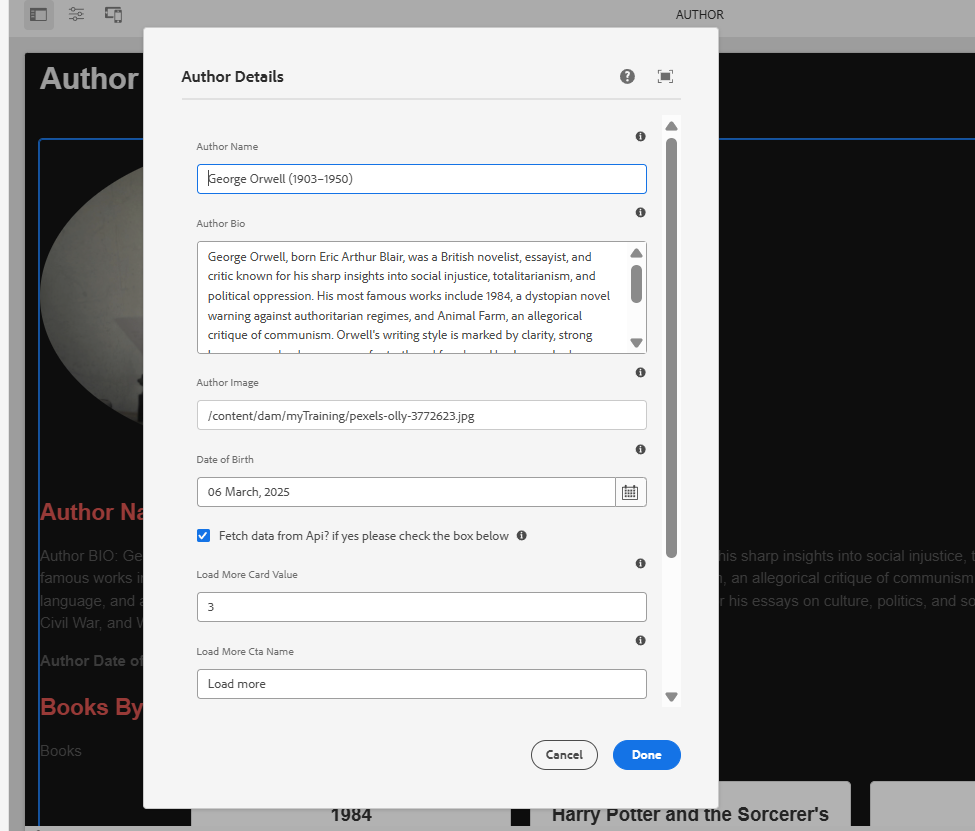 AUTHOR
Author
Author Details
Author Name
George Orwell (1903–1950)
Author Bio
George Orwell, born Eric Arthur Blair, was a British novelist, essayist, and
critic known for his sharp insights into social injustice, totalitarianism, and
political oppression. His most famous works include 1984, a dystopian novel
warning against authoritarian regimes, and Animal Farm, an allegorical
critique of communism. Orwell's writing style is marked by clarity, strong
Author Image
/content/dam/myTraining/pexels-olly-3772623.jpg
Date of Birth
06 March, 2025
Fetch data from Api? if yes please check the box below
Load More Card Value
3
Load More Cta Name
Load more
Cancel
Done
Author Na
Author BIO: Ge
his sharp insights into social injustice, t
famous works i
, an allegorical critique of communism
language, and a
r his essays on culture, politics, and so
Civil War, and W
Author Date of
Books By
Books
1984
Harry Potter and the Sorcerer's